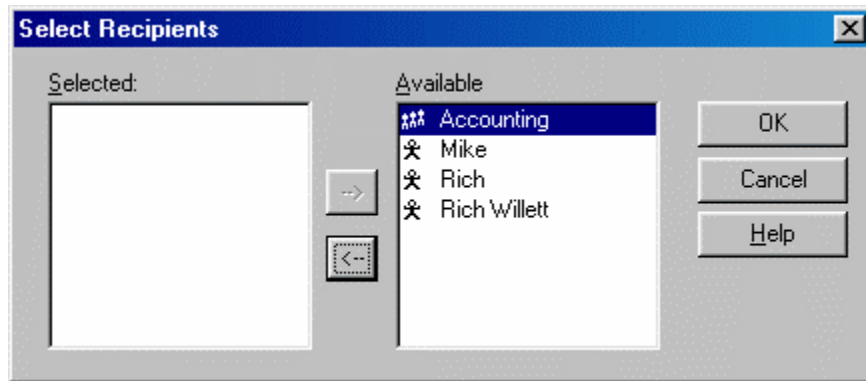 Select Recipients
Selected:
Available
Accounting
Mike
Rich
Rich Willett
-->
<--
OK
Cancel
Help